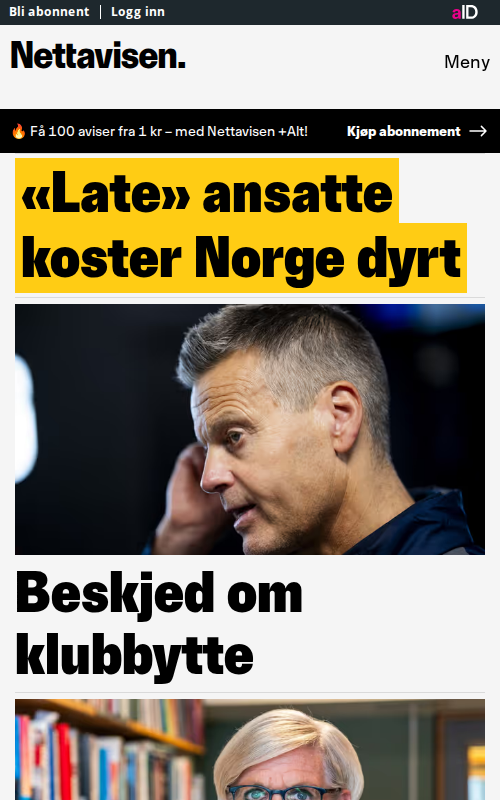 Bli abonnent | Logg inn
aID
Nettavisen.
Meny
🔥 Få 100 aviser fra 1 kr – med Nettavisen +Alt!
Kjøp abonnement →
«Late» ansatte
koster Norge dyrt
Beskjed om
klubbytte